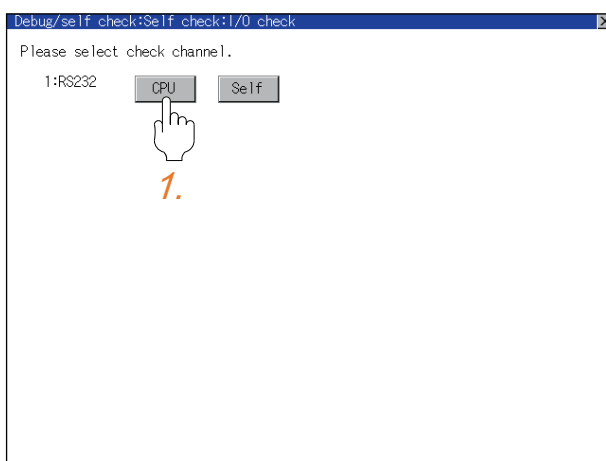 Debug/self check:Self check:I/O check
Please select check channel.
1:RS232 CPU Self
1.